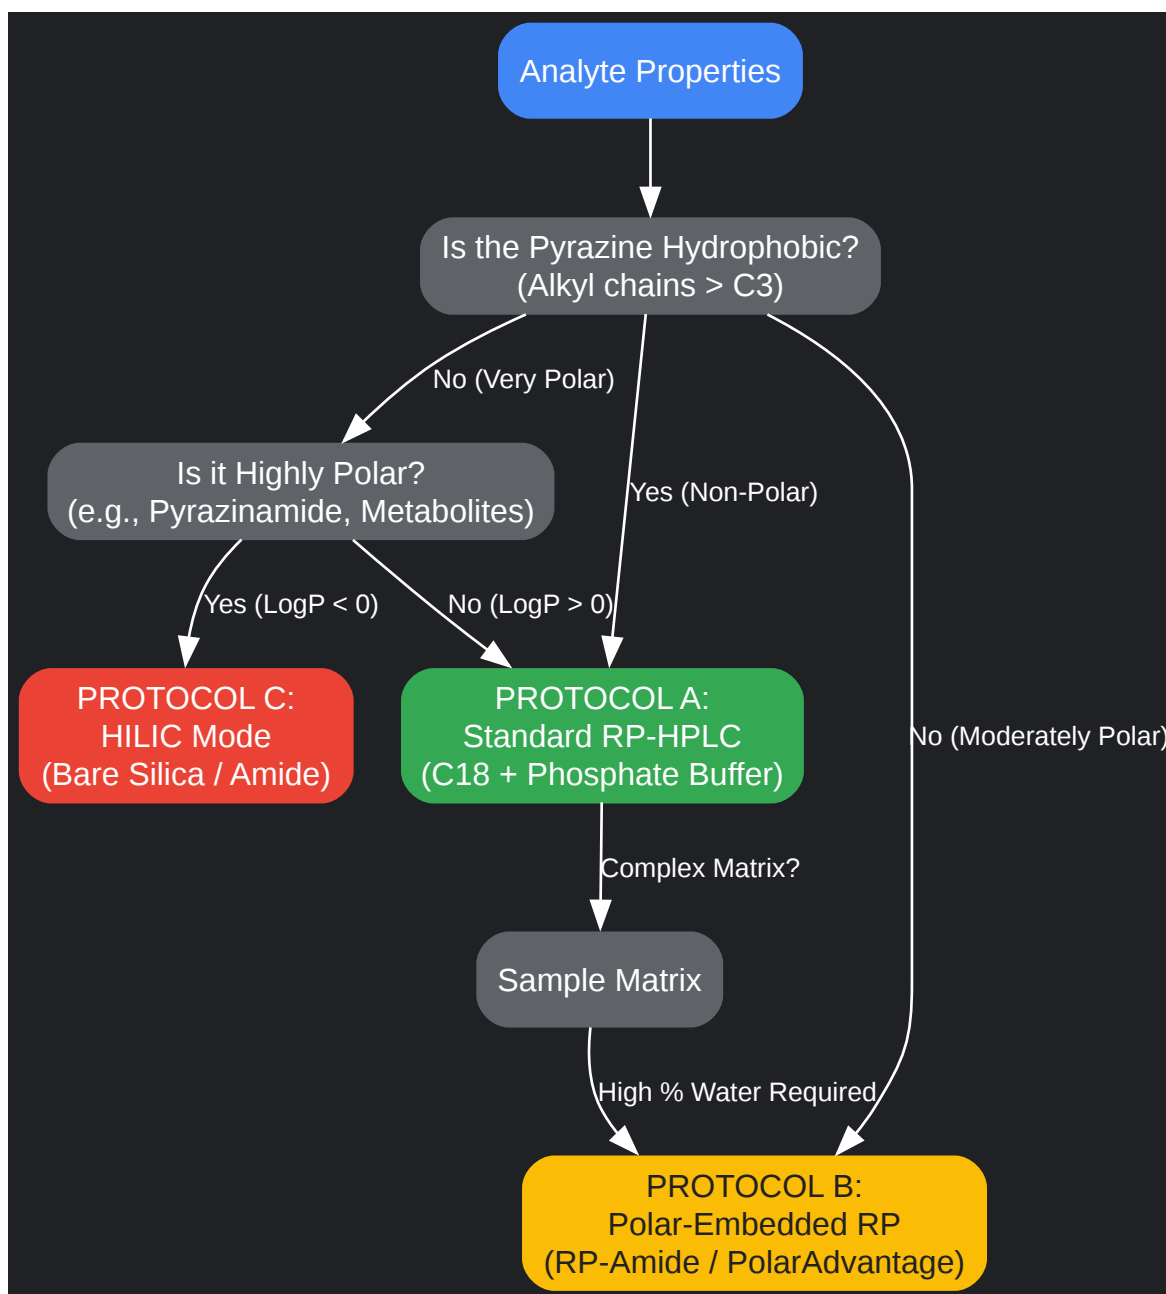 Analyte Properties
Is the Pyrazine Hydrophobic?
(Alkyl chains > C3)
No (Very Polar)
Is it Highly Polar?
(e.g., Pyrazinamide, Metabolites)
Yes (Non-Polar)
Yes (LogP < 0)
No (LogP > 0)
PROTOCOL C:
HILIC Mode
(Bare Silica / Amide)
PROTOCOL A:
Standard RP-HPLC
(C18 + Phosphate Buffer)
No (Moderately Polar)
Complex Matrix?
Sample Matrix
High % Water Required
PROTOCOL B:
Polar-Embedded RP
(RP-Amide / PolarAdvantage)